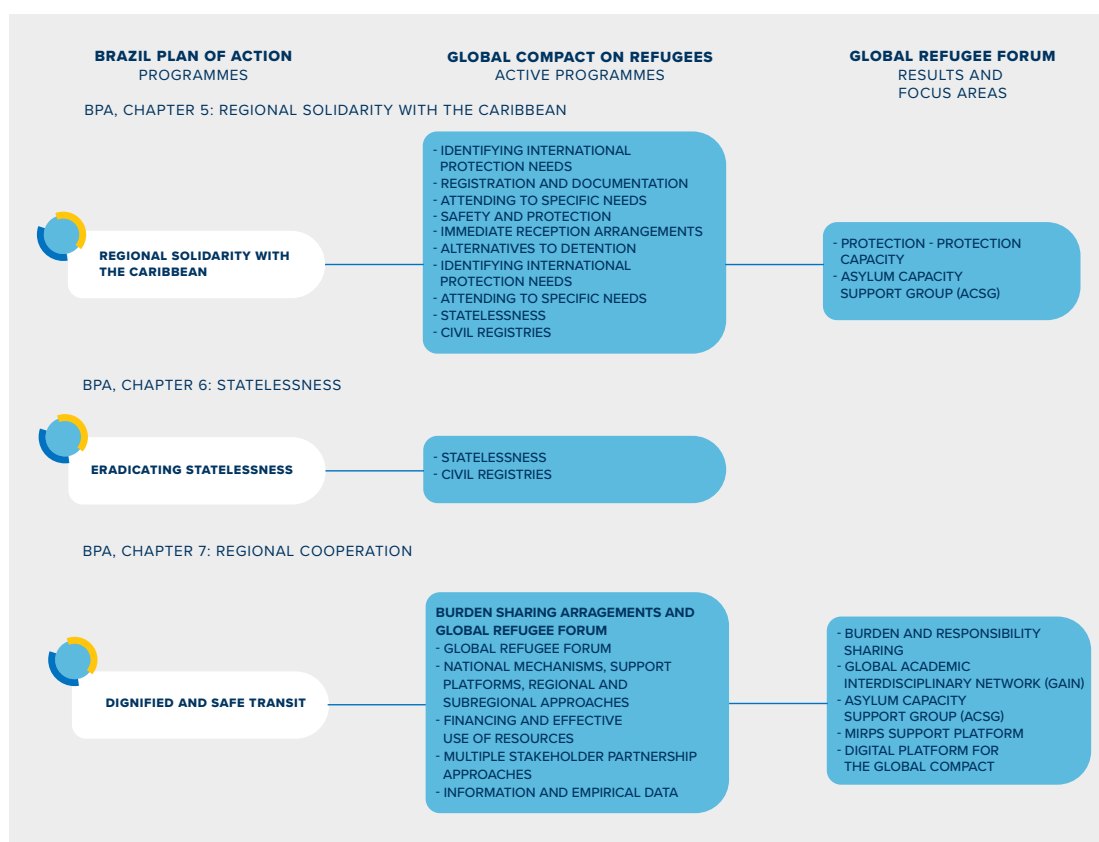 BRAZIL PLAN OF ACTION
PROGRAMMES
GLOBAL COMPACT ON REFUGEES
ACTIVE PROGRAMMES
GLOBAL REFUGEE FORUM
RESULTS AND
FOCUS AREAS
BPA, CHAPTER 5: REGIONAL SOLIDARITY WITH THE CARIBBEAN
REGIONAL SOLIDARITY WITH
THE CARIBBEAN
- IDENTIFYING INTERNATIONAL
PROTECTION NEEDS
- REGISTRATION AND DOCUMENTATION
- ATTENDING TO SPECIFIC NEEDS
- SAFETY AND PROTECTION
- IMMEDIATE RECEPTION ARRANGEMENTS
- ALTERNATIVES TO DETENTION
- IDENTIFYING INTERNATIONAL
PROTECTION NEEDS
- ATTENDING TO SPECIFIC NEEDS
- STATELESSNESS
- CIVIL REGISTRIES
- PROTECTION - PROTECTION
CAPACITY
- ASYLUM CAPACITY
SUPPORT GROUP (ACSG)
BPA, CHAPTER 6: STATELESSNESS
ERADICATING STATELESSNESS
- STATELESSNESS
- CIVIL REGISTRIES
BPA, CHAPTER 7: REGIONAL COOPERATION
DIGNIFIED AND SAFE TRANSIT
BURDEN SHARING ARRAGEMENTS AND
GLOBAL REFUGEE FORUM
- GLOBAL REFUGEE FORUM
- NATIONAL MECHANISMS, SUPPORT
PLATFORMS, REGIONAL AND
SUBREGIONAL APPROACHES
- FINANCING AND EFFECTIVE
USE OF RESOURCES
- MULTIPLE STAKEHOLDER PARTNERSHIP
APPROACHES
- INFORMATION AND EMPIRICAL DATA
- BURDEN AND RESPONSIBILITY
SHARING
- GLOBAL ACADEMIC
INTERDISCIPLINARY NETWORK (GAIN)
- ASYLUM CAPACITY
SUPPORT GROUP (ACSG)
- MIRPS SUPPORT PLATFORM
- DIGITAL PLATFORM FOR
THE GLOBAL COMPACT